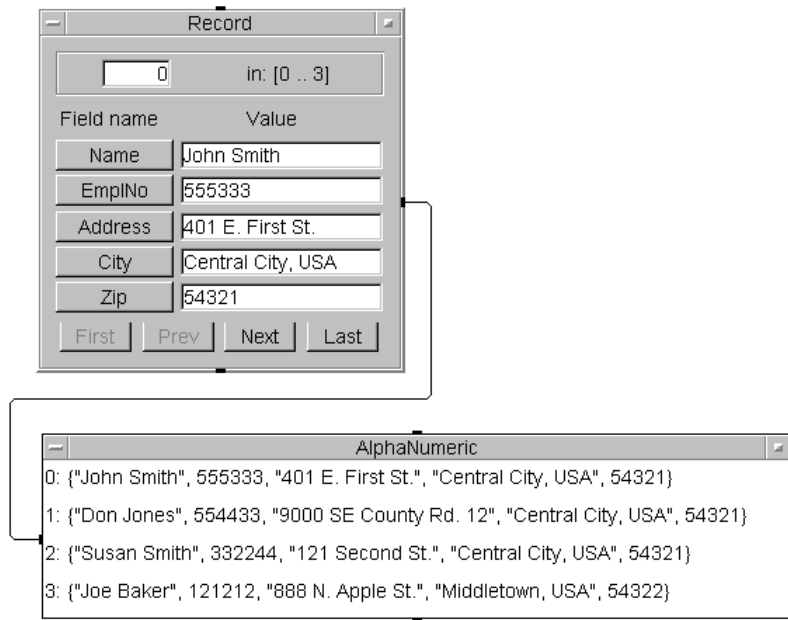 Record
0 in: [0 .. 3]
Field name Value
Name John Smith
EmplNo 555333
Address 401 E. First St.
City Central City, USA
Zip 54321
First Prev Next Last
AlphaNumeric
0: {"John Smith", 555333, "401 E. First St.", "Central City, USA", 54321}
1: {"Don Jones", 554433, "9000 SE County Rd. 12", "Central City, USA", 54321}
2: {"Susan Smith", 332244, "121 Second St.", "Central City, USA", 54321}
3: {"Joe Baker", 121212, "888 N. Apple St.", "Middletown, USA", 54322}